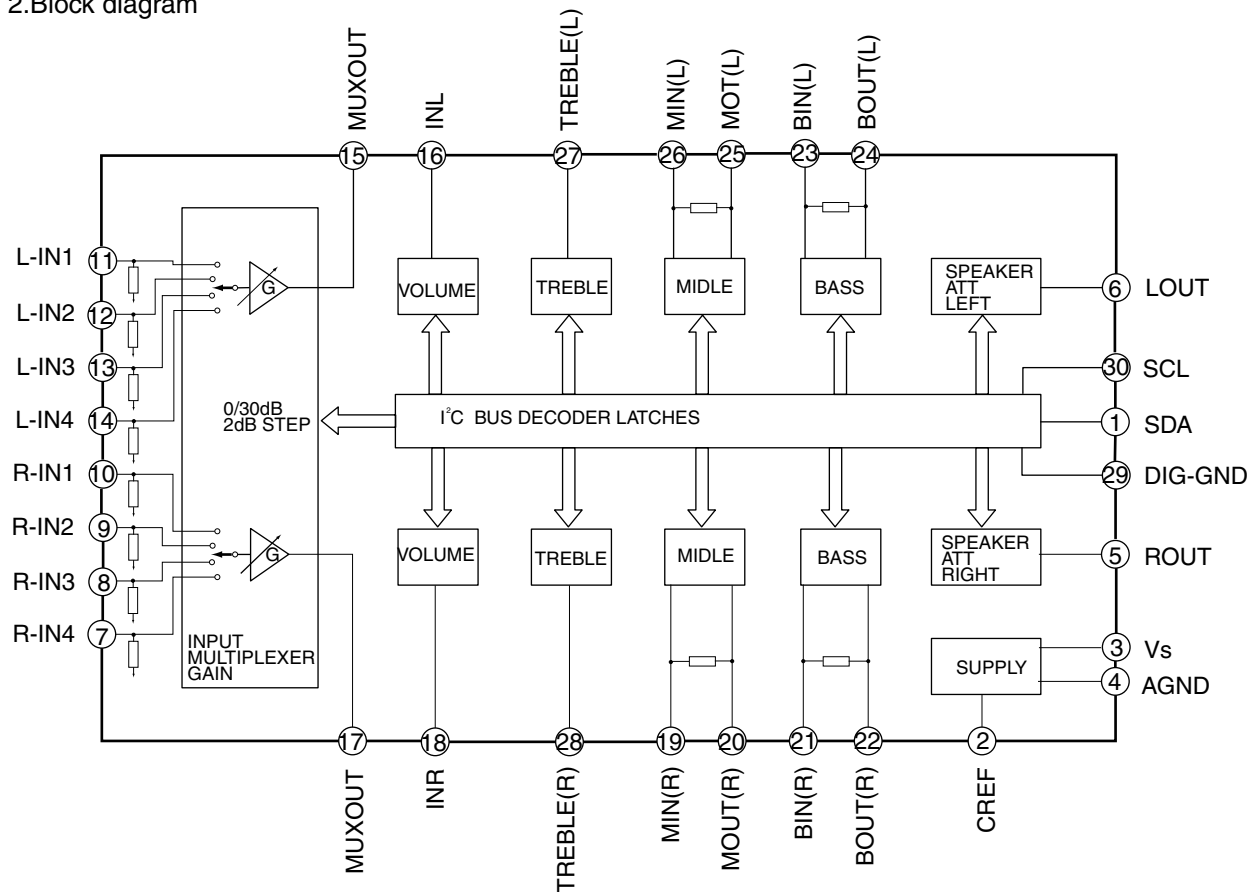 2.Block diagram
MUXOUT
INL
TREBLE(L)
MIN(L)
MOT(L)
BIN(L)
BOUT(L)
15
16
27
26
25
23
24
L-IN1
11
L-IN2
12
L-IN3
13
L-IN4
14
R-IN1
10
R-IN2
9
R-IN3
8
R-IN4
7
G
G
0/30dB
2dB STEP
INPUT
MULTIPLEXER
GAIN
VOLUME
TREBLE
MIDLE
BASS
SPEAKER
ATT
LEFT
6
LOUT
30
SCL
I²C BUS DECODER LATCHES
1
SDA
29
DIG-GND
VOLUME
TREBLE
MIDLE
BASS
SPEAKER
ATT
RIGHT
5
ROUT
SUPPLY
3
Vs
4
AGND
17
18
28
19
20
21
22
2
MUXOUT
INR
TREBLE(R)
MIN(R)
MOUT(R)
BIN(R)
BOUT(R)
CREF